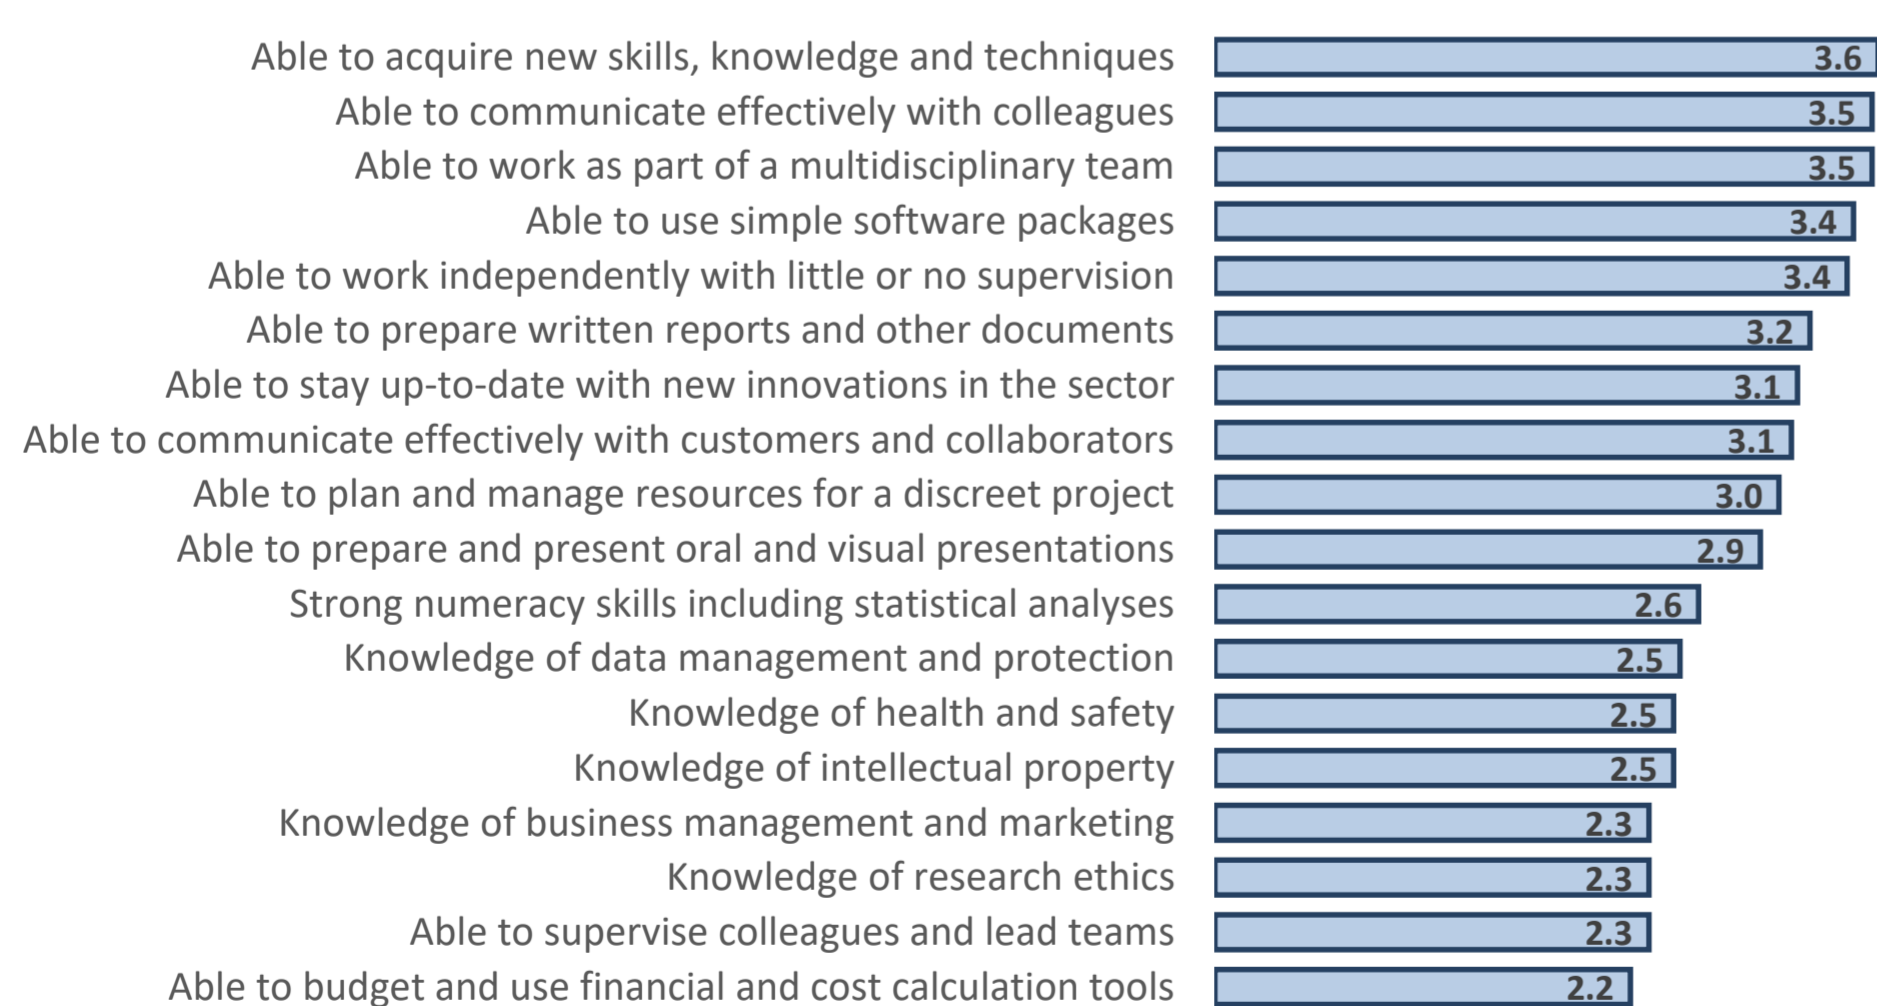 Able to acquire new skills, knowledge and techniques 3.6
Able to communicate effectively with colleagues 3.5
Able to work as part of a multidisciplinary team 3.5
Able to use simple software packages 3.4
Able to work independently with little or no supervision 3.4
Able to prepare written reports and other documents 3.2
Able to stay up-to-date with new innovations in the sector 3.1
Able to communicate effectively with customers and collaborators 3.1
Able to plan and manage resources for a discreet project 3.0
Able to prepare and present oral and visual presentations 2.9
Strong numeracy skills including statistical analyses 2.6
Knowledge of data management and protection 2.5
Knowledge of health and safety 2.5
Knowledge of intellectual property 2.5
Knowledge of business management and marketing 2.3
Knowledge of research ethics 2.3
Able to supervise colleagues and lead teams 2.3
Able to budget and use financial and cost calculation tools 2.2